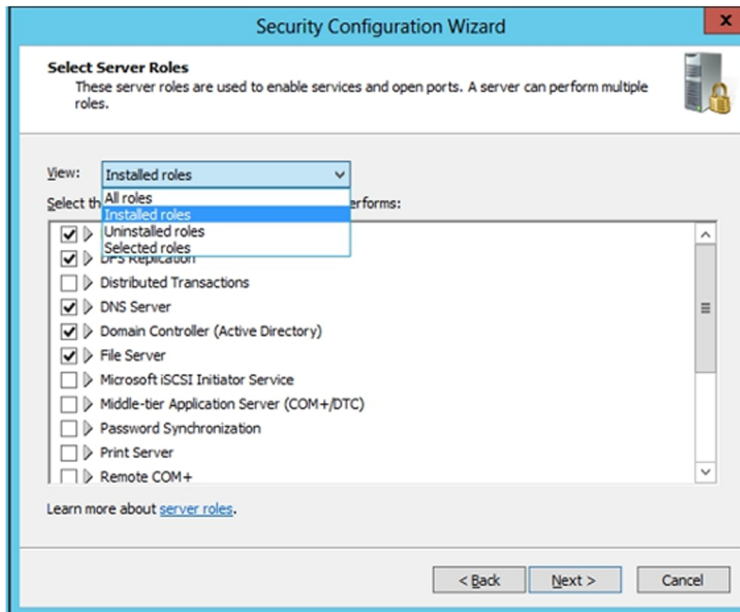 Security Configuration Wizard
x
Select Server Roles
These server roles are used to enable services and open ports. A server can perform multiple
roles.
View:
Installed roles
Select th
erforms:
All roles
Installed roles
Uninstalled roles
Selected roles
DFS Replication
Distributed Transactions
DNS Server
Domain Controller (Active Directory)
File Server
Microsoft iSCSI Initiator Service
Middle-tier Application Server (COM+/DTC)
Password Synchronization
Print Server
Remote COM+
Learn more about server roles.
< Back
Next >
Cancel